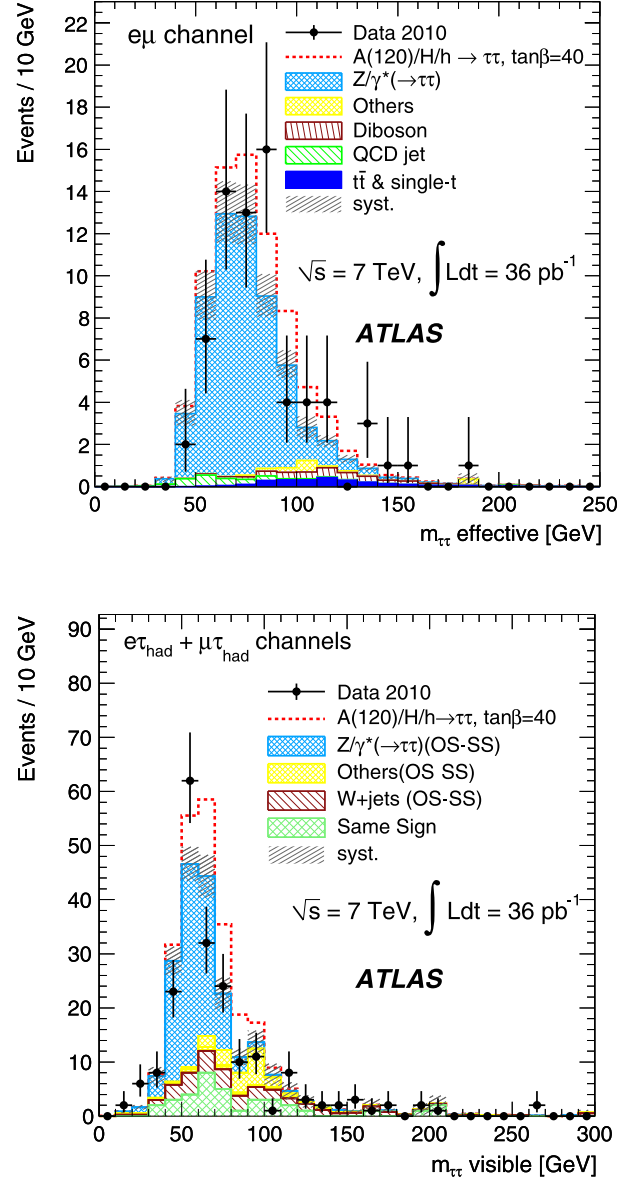 Events / 10 GeV
22
20
18
16
14
12
10
8
6
4
2
0
eμ channel
Data 2010
A(120)/H/h → ττ, tanβ=40
Z/γ*(→ττ)
Others
Diboson
QCD jet
tt̄ & single-t
syst.
√s = 7 TeV, ∫ Ldt = 36 pb⁻¹
ATLAS
0 50 100 150 200 250
m_ττ effective [GeV]
Events / 10 GeV
90
80
70
60
50
40
30
20
10
0
eτ_had + μτ_had channels
Data 2010
A(120)/H/h→ττ, tanβ=40
Z/γ*(→ττ)(OS-SS)
Others(OS SS)
W+jets (OS-SS)
Same Sign
syst.
√s = 7 TeV, ∫ Ldt = 36 pb⁻¹
ATLAS
0 50 100 150 200 250 300
m_ττ visible [GeV]